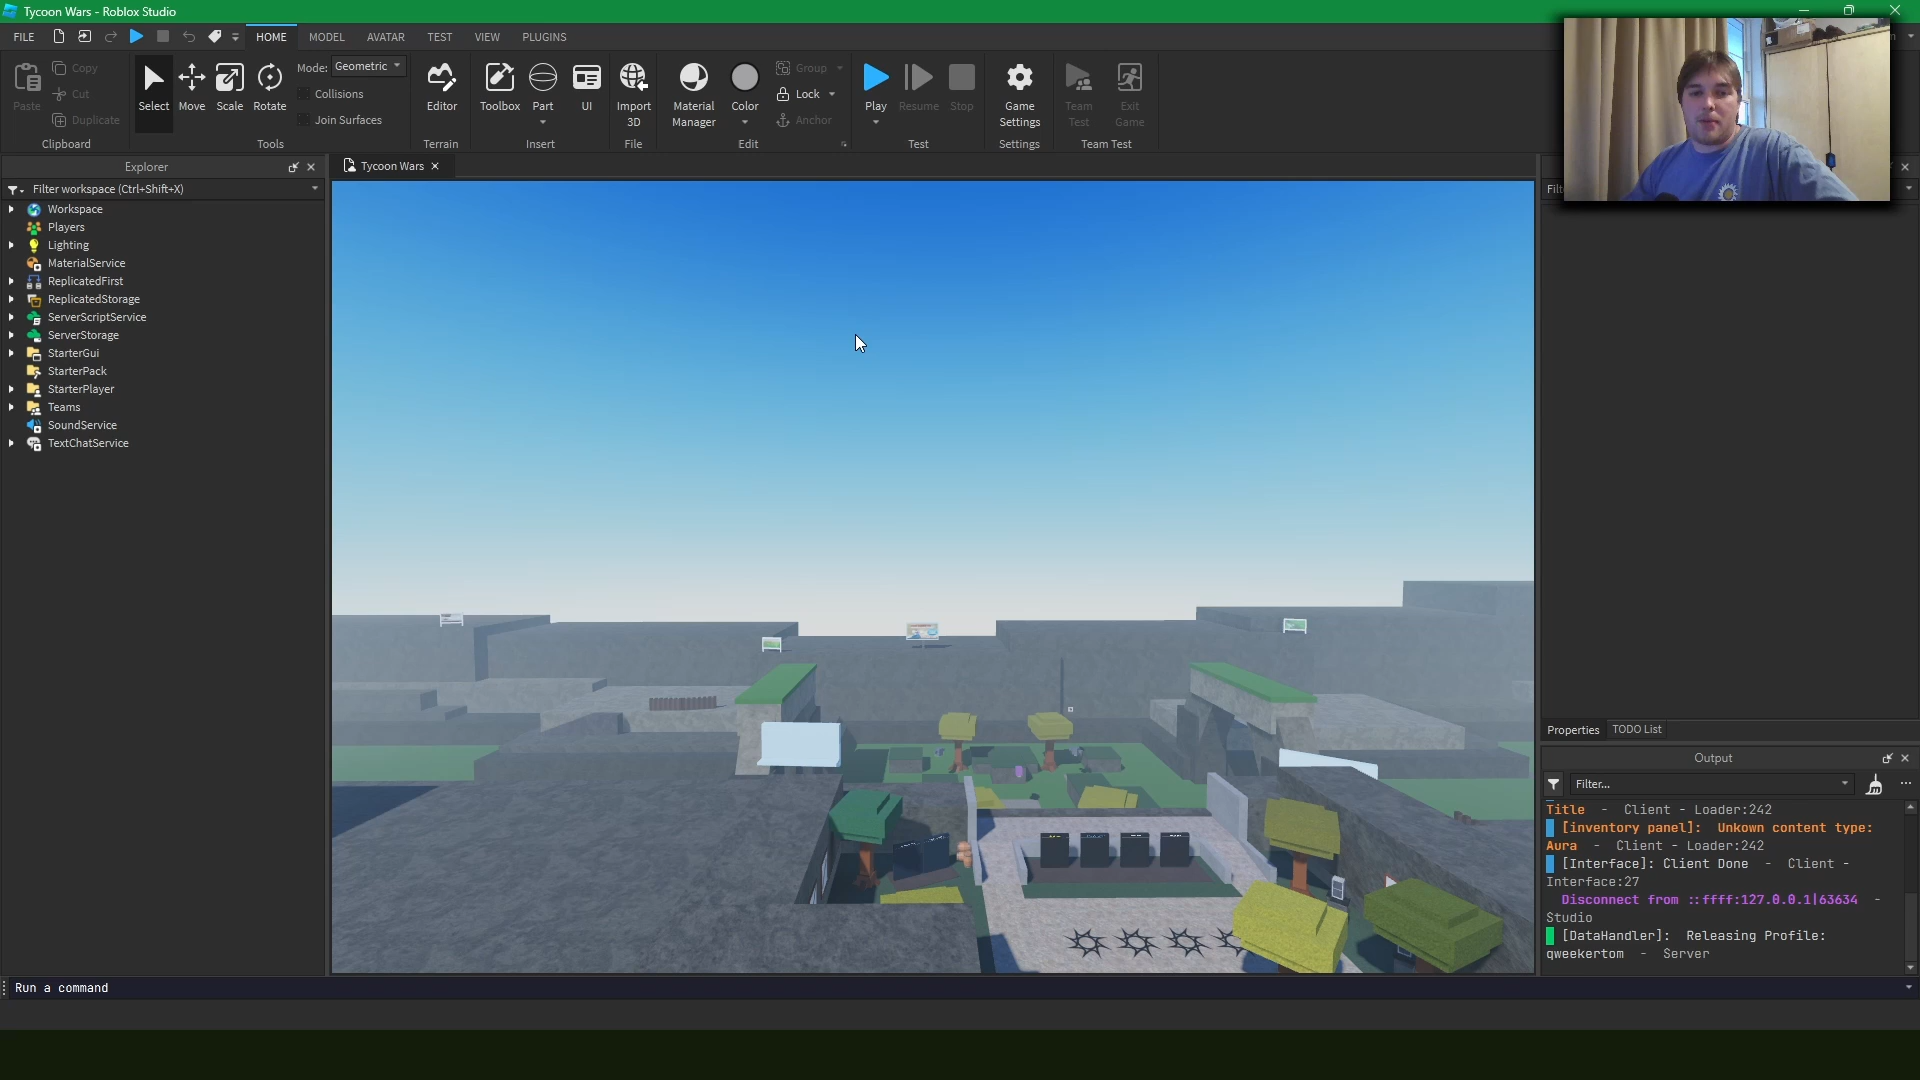 Tycoon Wars - Roblox Studio
FILE
HOME
MODEL
AVATAR
TEST
VIEW
PLUGINS
Paste
Copy
Cut
Duplicate
Clipboard
Select
Move
Scale
Rotate
Mode: Geometric
Collisions
Join Surfaces
Tools
Editor
Terrain
Toolbox
Part
UI
Insert
Import
3D
File
Material
Manager
Color
Group
Lock
Anchor
Edit
Play
Resume
Stop
Test
Game
Settings
Settings
Team
Test
Exit
Game
Team Test
Explorer
Filter workspace (Ctrl+Shift+X)
Workspace
Players
Lighting
MaterialService
ReplicatedFirst
ReplicatedStorage
ServerScriptService
ServerStorage
StarterGui
StarterPack
StarterPlayer
Teams
SoundService
TextChatService
Tycoon Wars
Properties
TODO List
Output
Filter...
Title - Client - Loader:242
[inventory panel]: Unkown content type:
Aura - Client - Loader:242
[Interface]: Client Done - Client -
Interface:27
Disconnect from ::ffff:127.0.0.1|63634 -
Studio
[DataHandler]: Releasing Profile:
qweekertom - Server
Run a command